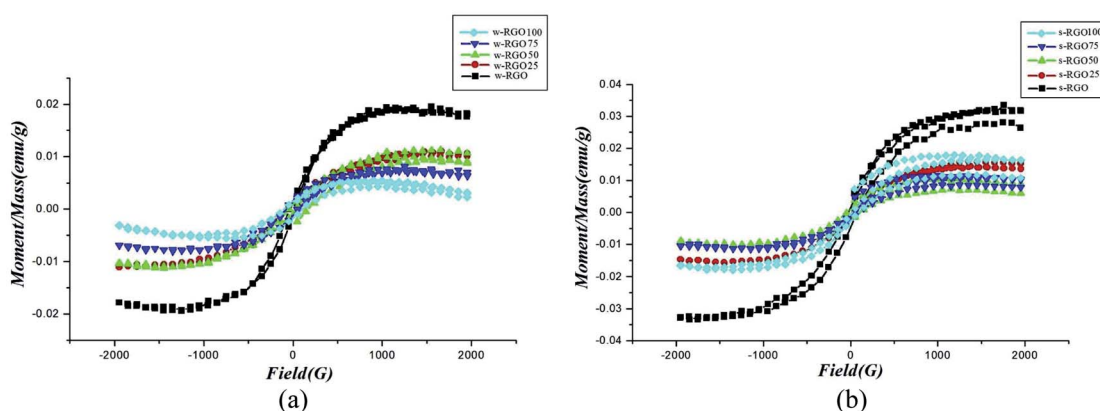 w-RGO100
w-RGO75
w-RGO50
w-RGO25
w-RGO
0.02
0.01
0.00
-0.01
-0.02
Moment/Mass(emu/g)
-2000 -1000 0 1000 2000
Field(G)
(a)
s-RGO100
s-RGO75
s-RGO50
s-RGO25
s-RGO
0.04
0.03
0.02
0.01
0.00
-0.01
-0.02
-0.03
-0.04
Moment/Mass(emu/g)
-2000 -1000 0 1000 2000
Field(G)
(b)